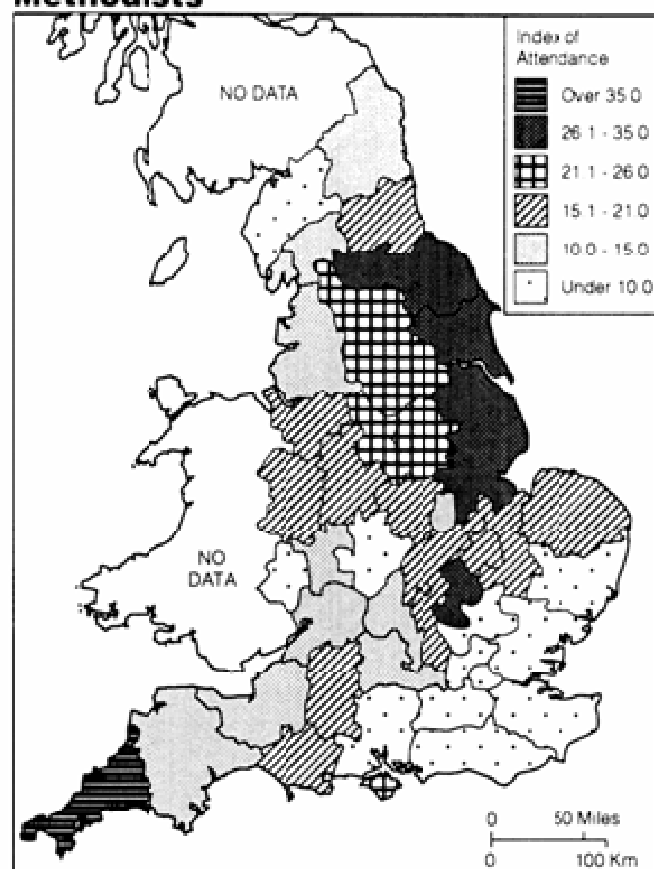 Methodists
NO DATA
Index of
Attendance
Over 35.0
26.1 - 35.0
21.1 - 26.0
15.1 - 21.0
10.0 - 15.0
Under 10.0
NO
DATA
0 50 Miles
0 100 Km